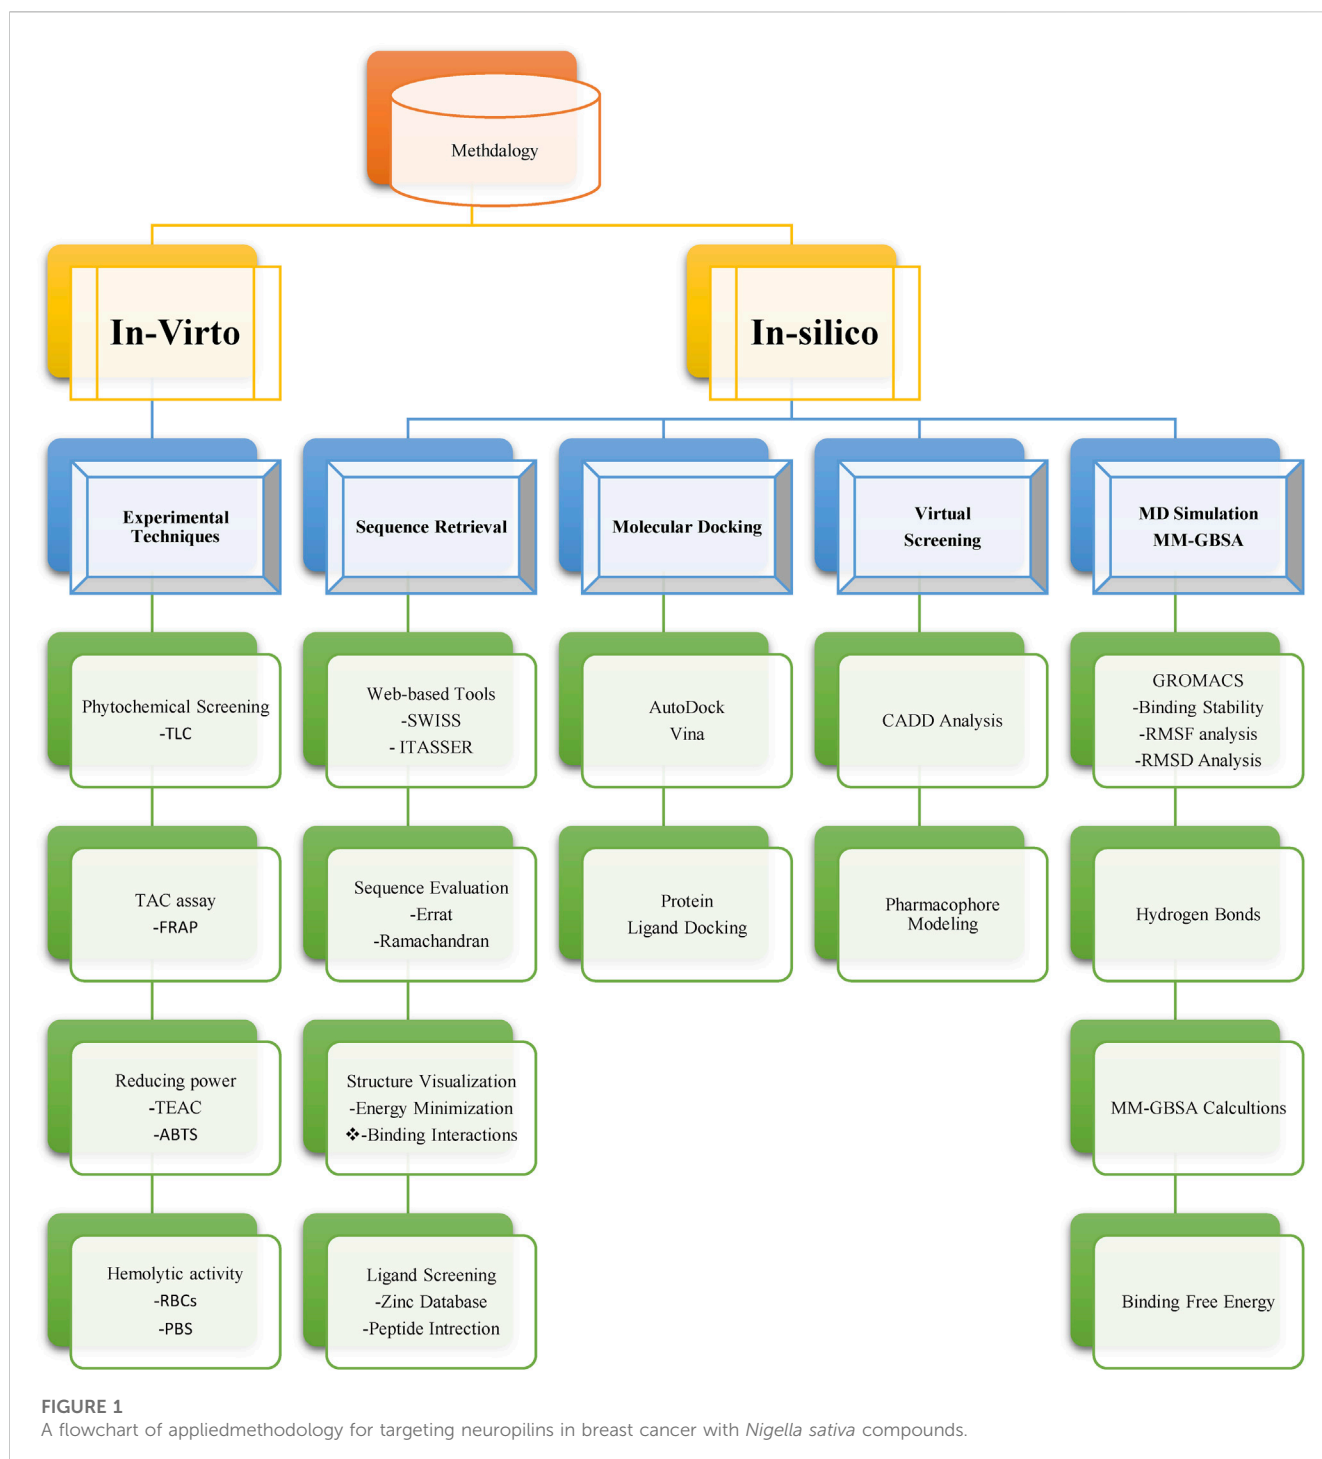 Methdalogy
In-Virto
In-silico
Experimental
Techniques
Sequence Retrieval
Molecular Docking
Virtual
Screening
MD Simulation
MM-GBSA
Phytochemical Screening
-TLC
Web-based Tools
-SWISS
- ITASSER
AutoDock
Vina
CADD Analysis
GROMACS
-Binding Stability
-RMSF analysis
-RMSD Analysis
TAC assay
-FRAP
Sequence Evaluation
-Errat
-Ramachandran
Protein
Ligand Docking
Pharmacophore
Modeling
Hydrogen Bonds
Reducing power
-TEAC
-ABTS
Structure Visualization
-Energy Minimization
❖-Binding Interactions
MM-GBSA Calcultions
Hemolytic activity
-RBCs
-PBS
Ligand Screening
-Zinc Database
-Peptide Intrection
Binding Free Energy
FIGURE 1
A flowchart of appliedmethodology for targeting neuropilins in breast cancer with Nigella sativa compounds.